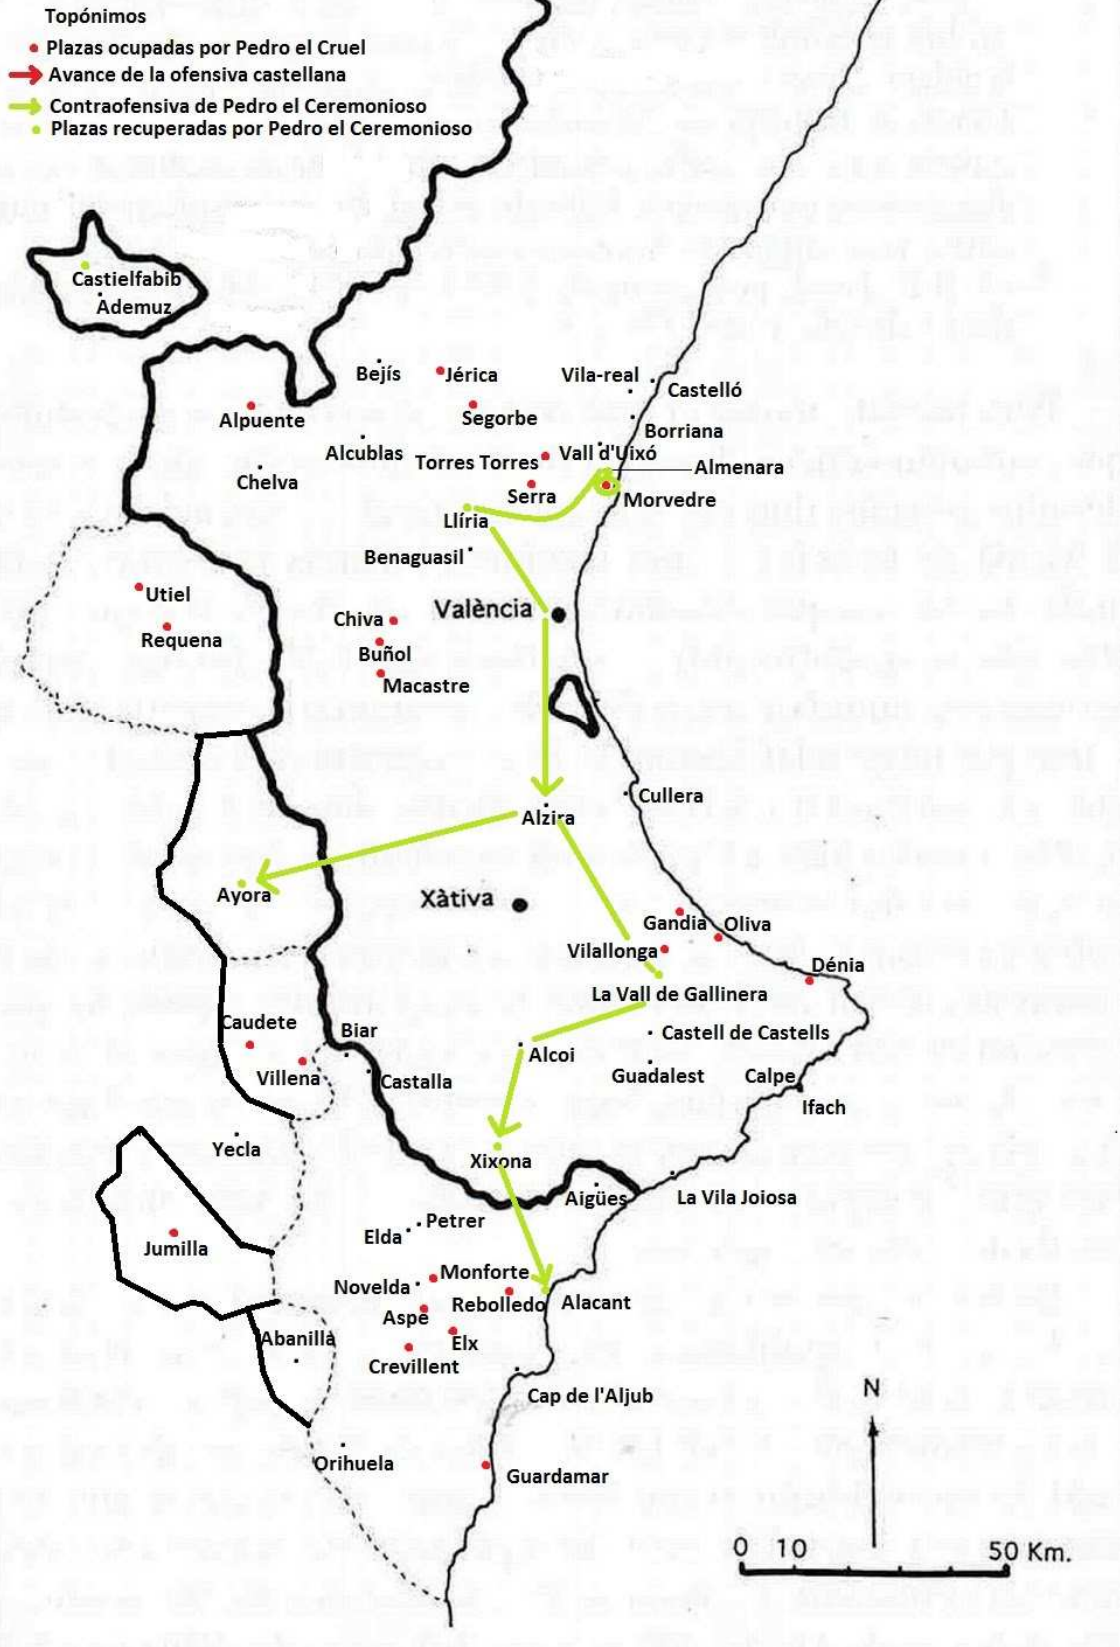 Topónimos
Plazas ocupadas por Pedro el Cruel
Avance de la ofensiva castellana
Contraofensiva de Pedro el Ceremonioso
Plazas recuperadas por Pedro el Ceremonioso
Castielfabib
Ademuz
Bejís
Jérica
Vila-real
Castelló
Alpuente
Segorbe
Borriana
Alcublas
Torres Torres
Vall d'Uixó
Almenara
Chelva
Serra
Morvedre
Llíria
Benaguasil
Utiel
València
Chiva
Requena
Buñol
Macastre
Cullera
Alzira
Ayora
Xàtiva
Gandia
Oliva
Vilallonga
Dénia
La Vall de Gallinera
Caudete
Biar
Castell de Castells
Alcoi
Villena
Castalla
Guadalest
Calpe
Ifach
Yecla
Xixona
Aigües
La Vila Joiosa
Petrer
Elda
Jumilla
Monforte
Novelda
Rebolledo
Alacant
Aspe
Abanilla
Elx
Crevillent
Cap de l'Aljub
N
Orihuela
Guardamar
0 10 50 Km.